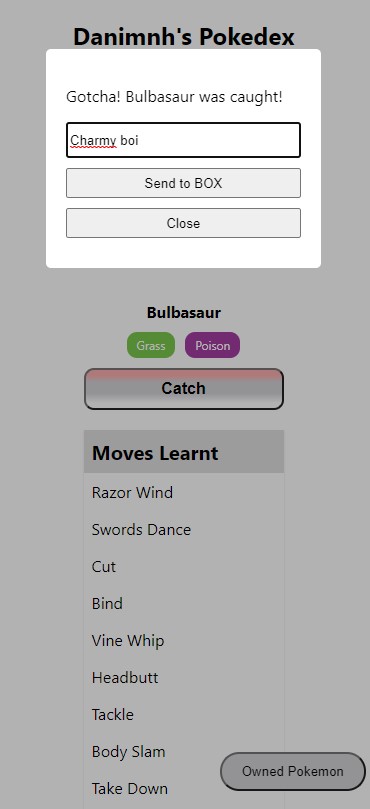 Danimnh's Pokedex
Gotcha! Bulbasaur was caught!
Charmy boi
Send to BOX
Close
Bulbasaur
Grass Poison
Catch
Moves Learnt
Razor Wind
Swords Dance
Cut
Bind
Vine Whip
Headbutt
Tackle
Body Slam
Owned Pokemon
Take Down